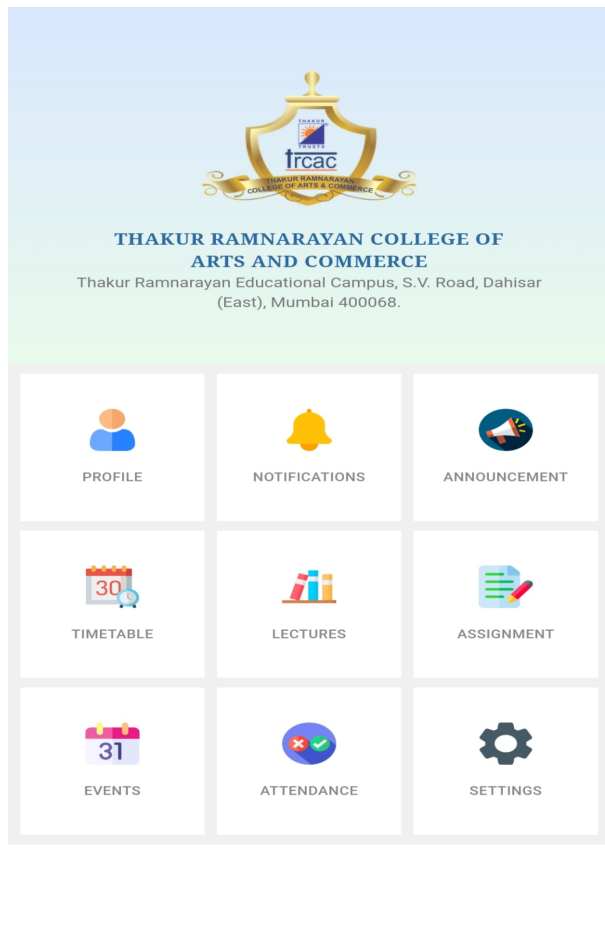 THAKUR
TRUSTS
trcac
THAKUR RAMNARAYAN
COLLEGE OF ARTS & COMMERCE
THAKUR RAMNARAYAN COLLEGE OF
ARTS AND COMMERCE
Thakur Ramnarayan Educational Campus, S.V. Road, Dahisar
(East), Mumbai 400068.
PROFILE
NOTIFICATIONS
ANNOUNCEMENT
30
TIMETABLE
LECTURES
ASSIGNMENT
31
EVENTS
ATTENDANCE
SETTINGS